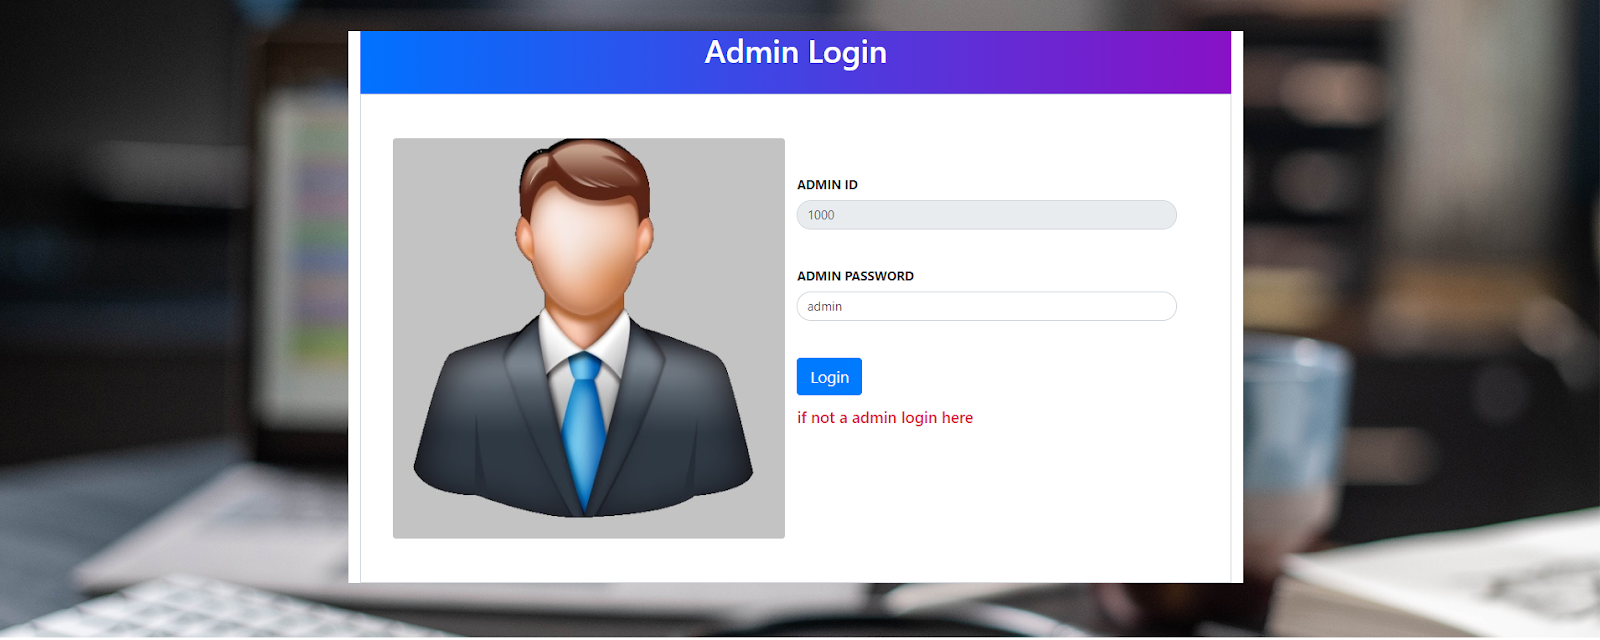 Admin Login
ADMIN ID
1000
ADMIN PASSWORD
admin
Login
if not a admin login here